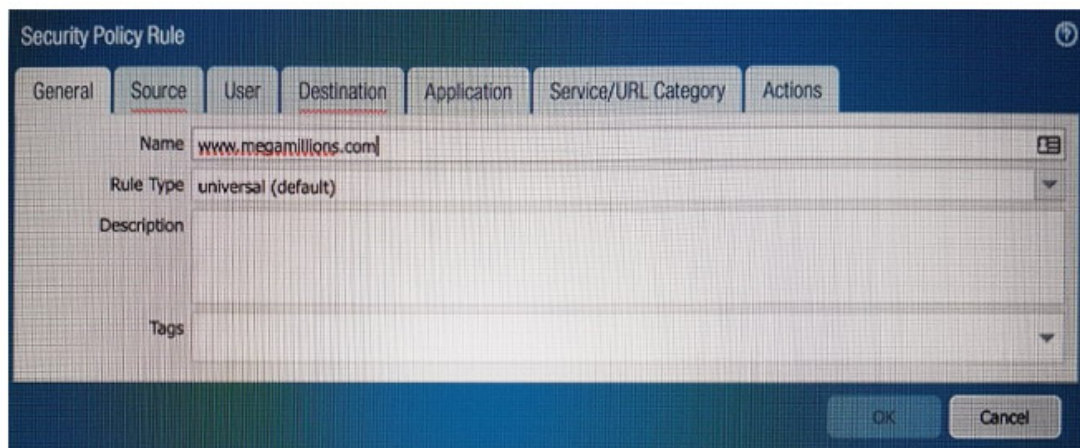 Security Policy Rule
General Source User Destination Application Service/URL Category Actions
Name www.megamillions.com
Rule Type universal (default)
Description
Tags
OK Cancel